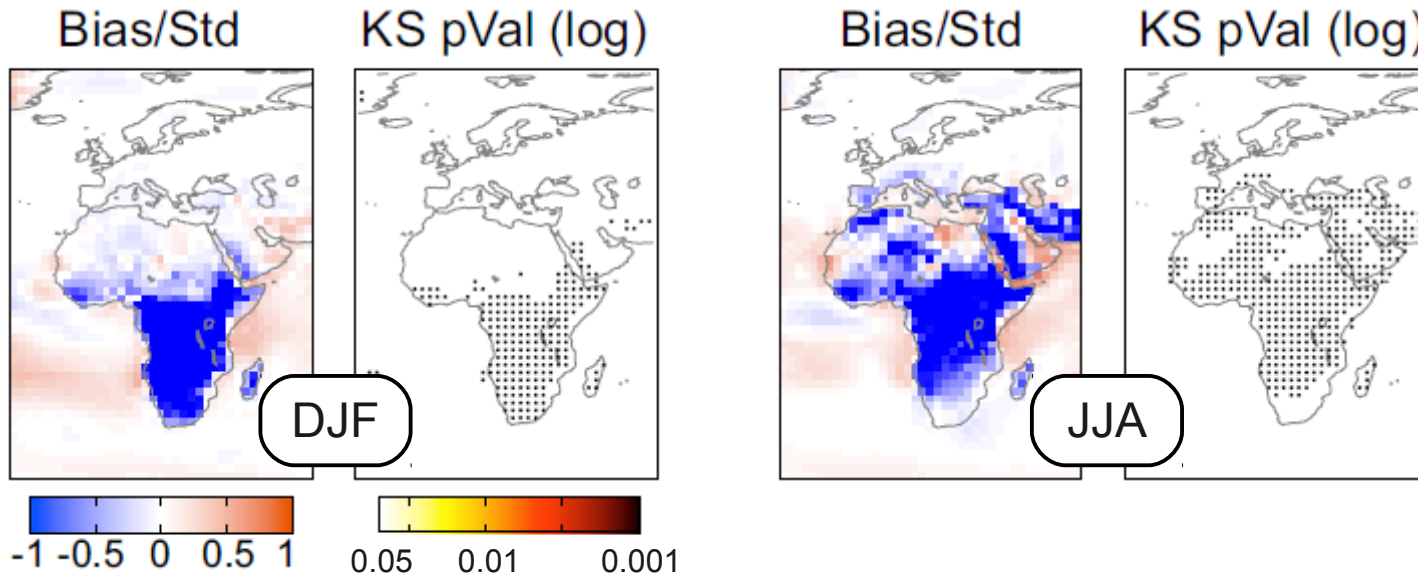 Bias/Std KS pVal (log) Bias/Std KS pVal (log)
DJF JJA
-1 -0.5 0 0.5 1 0.05 0.01 0.001